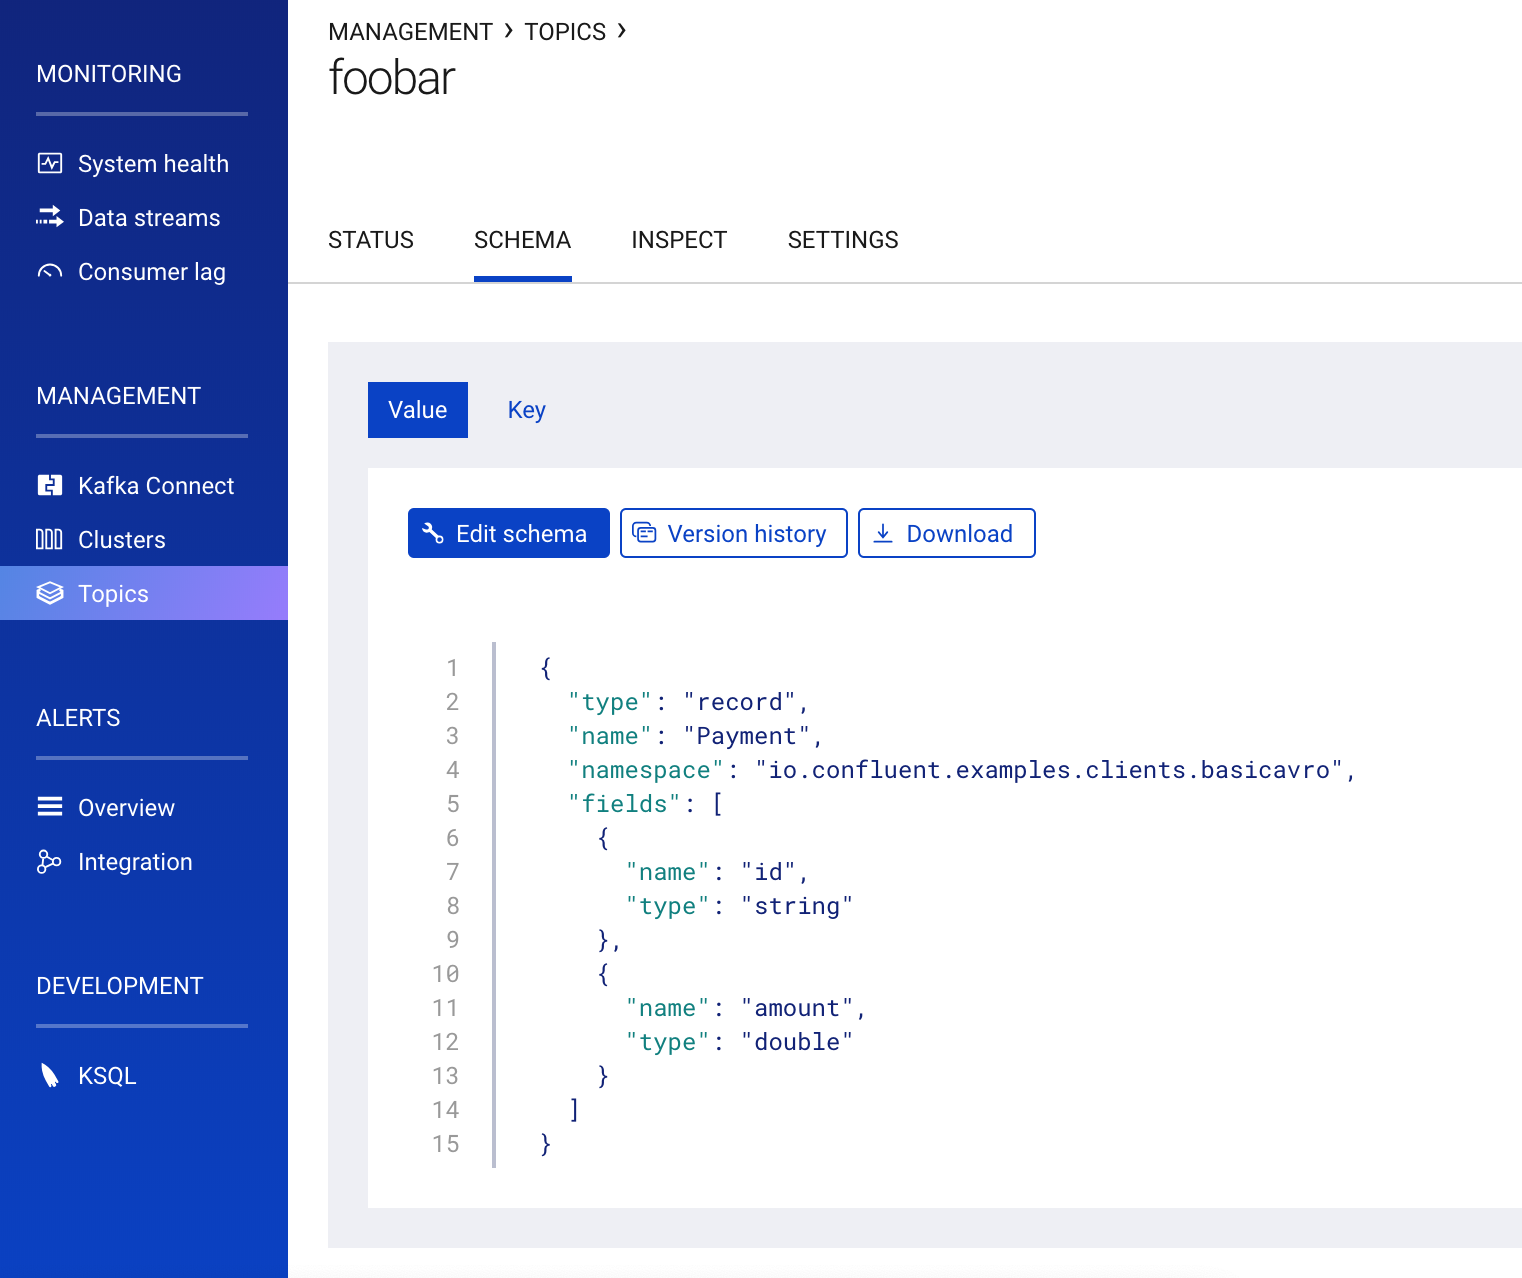 MONITORING
System health
Data streams
Consumer lag
MANAGEMENT
Kafka Connect
Clusters
Topics
ALERTS
Overview
Integration
DEVELOPMENT
KSQL
MANAGEMENT › TOPICS ›
foobar
STATUS SCHEMA INSPECT SETTINGS
Value Key
Edit schema Version history Download
1 {
2 "type": "record",
3 "name": "Payment",
4 "namespace": "io.confluent.examples.clients.basicavro",
5 "fields": [
6 {
7 "name": "id",
8 "type": "string"
9 },
10 {
11 "name": "amount",
12 "type": "double"
13 }
14 ]
15 }